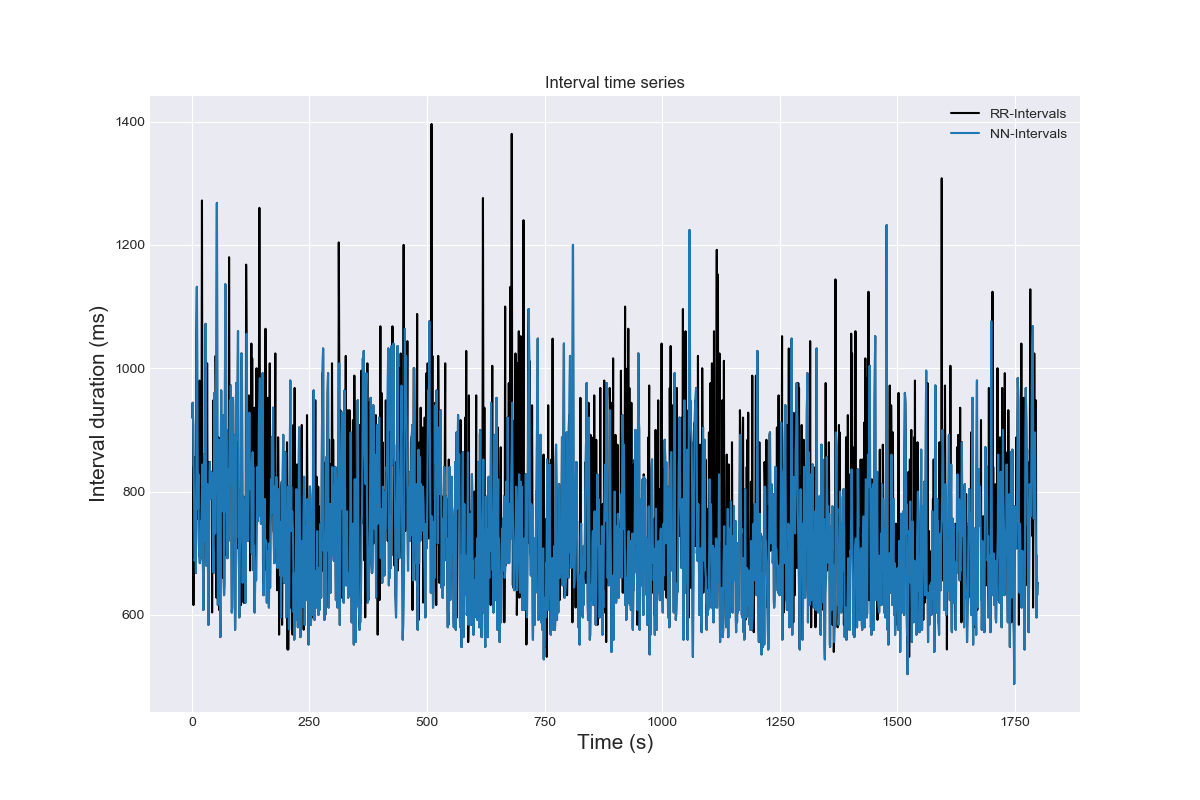 Interval time series
RR-Intervals
NN-Intervals
Interval duration (ms)
1400
1200
1000
800
600
0 250 500 750 1000 1250 1500 1750
Time (s)